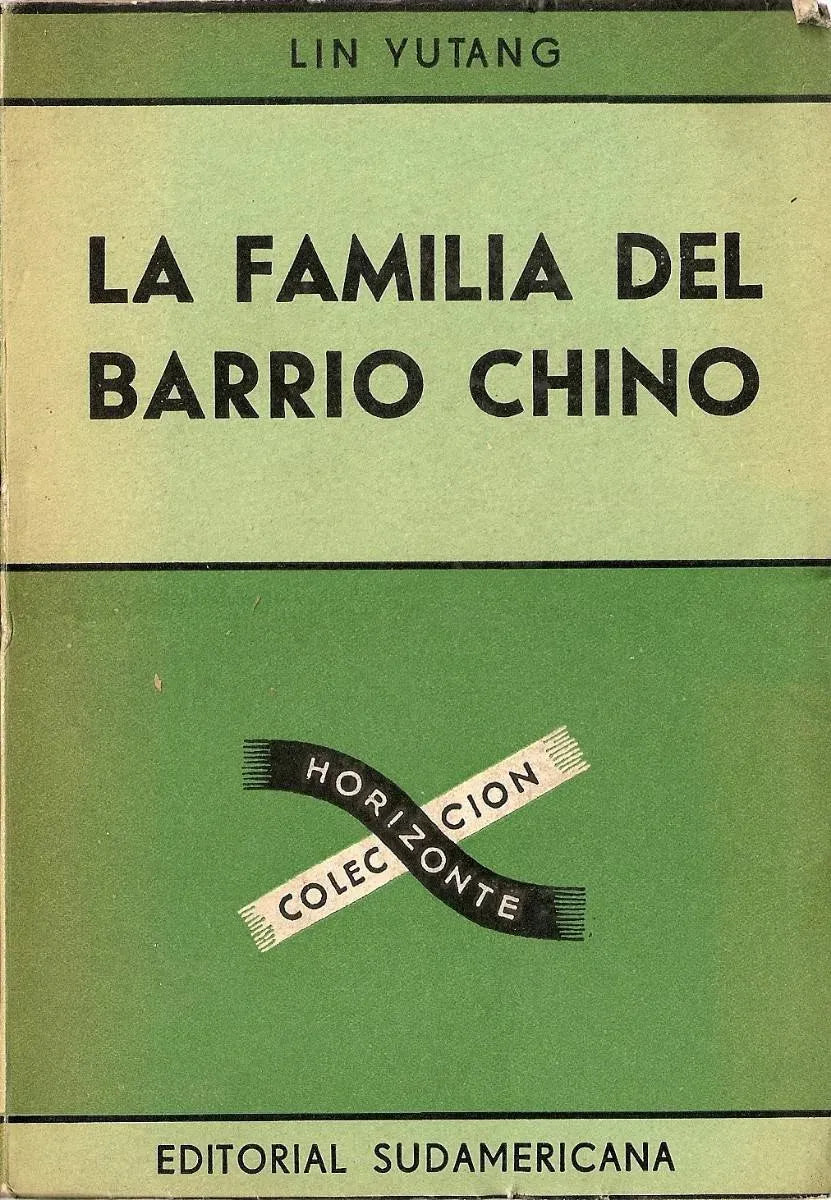 LIN YUTANG
LA FAMILIA DEL
BARRIO CHINO
COLECCION
HORIZONTE
EDITORIAL SUDAMERICANA